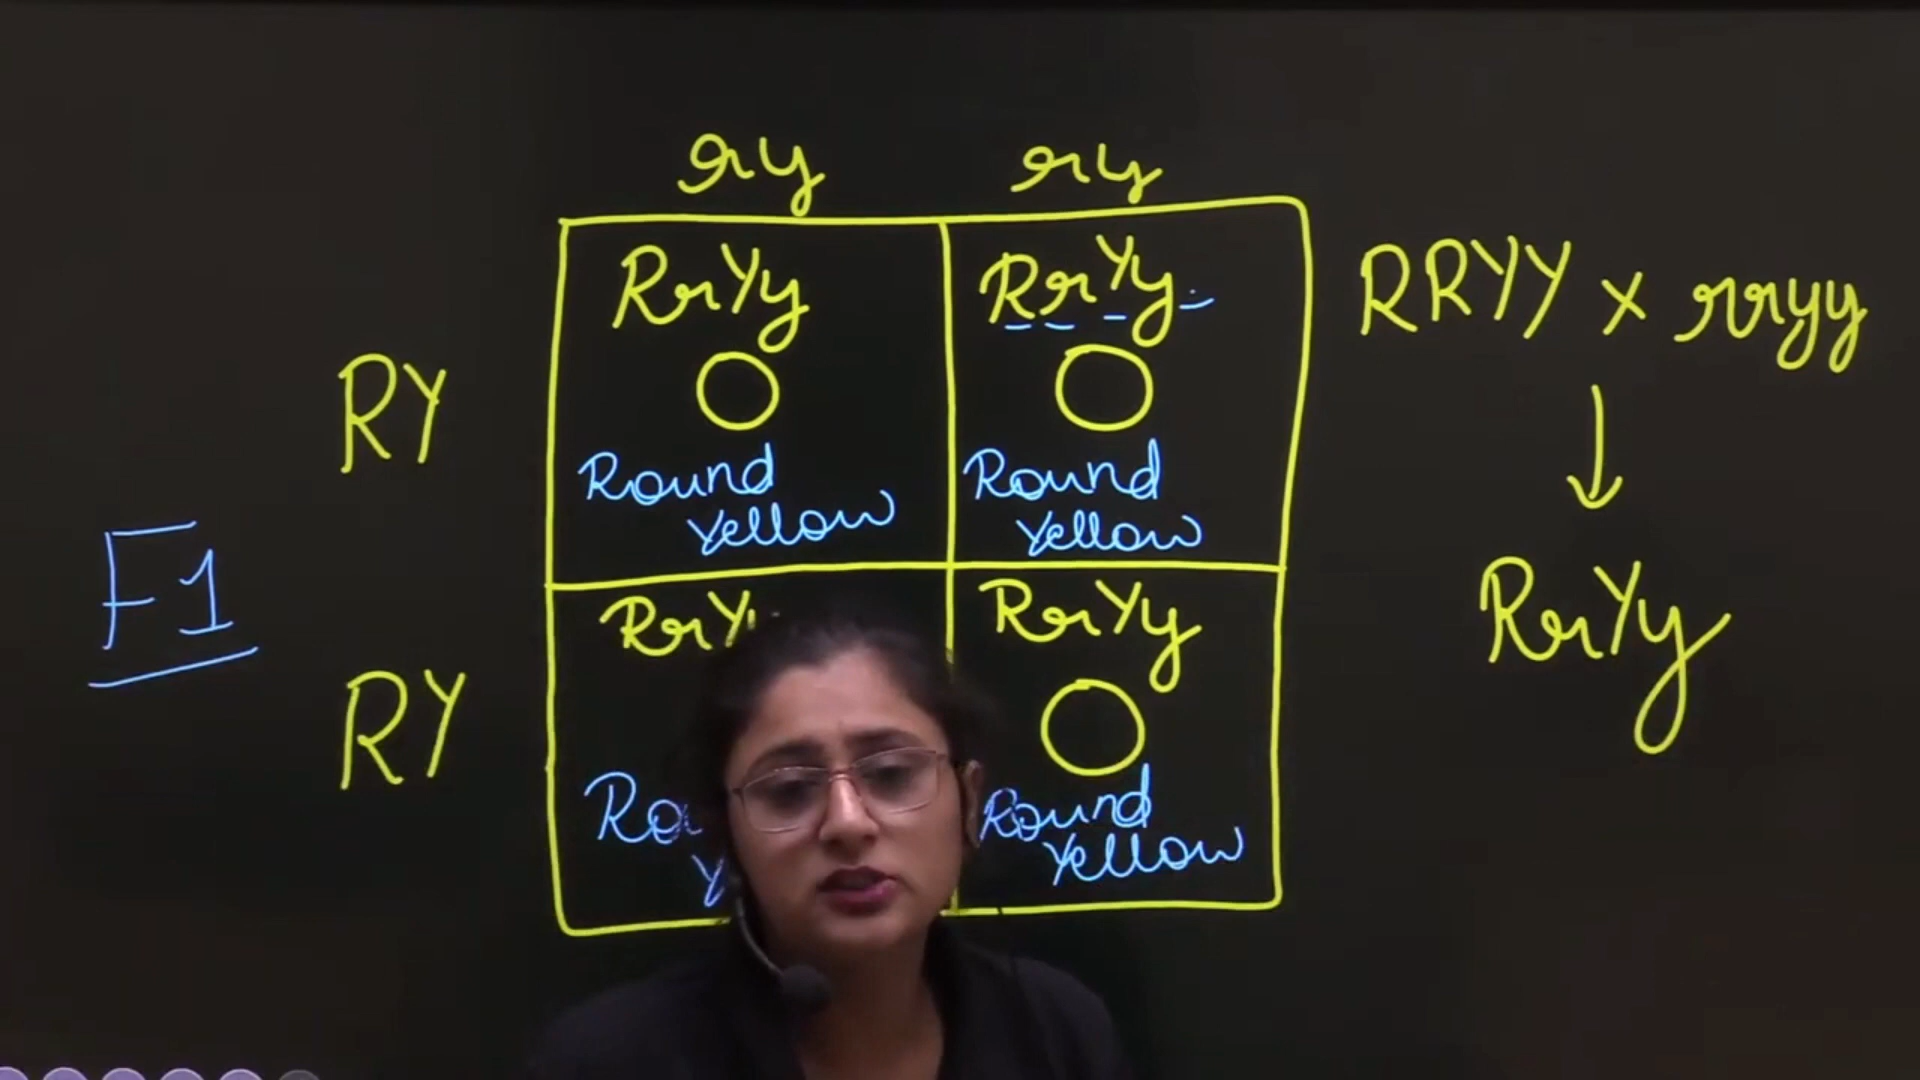 ry ry
RrYy RrYy
RRYY x rryy
RY
Round Yellow
Round Yellow
F1
RrYy
RrYy
RY
Round Yellow